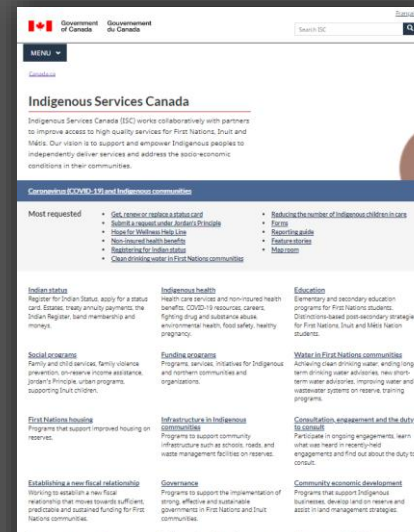 Français
Government
of Canada
Gouvernement
du Canada
Search ISC
MENU
Canada.ca
Indigenous Services Canada
Indigenous Services Canada (ISC) works collaboratively with partners
to improve access to high quality services for First Nations, Inuit and
Métis. Our vision is to support and empower Indigenous peoples to
independently deliver services and address the socio-economic
conditions in their communities.
Coronavirus (COVID-19) and Indigenous communities
Most requested
Get, renew or replace a status card
Submit a request under Jordan's Principle
Hope for Wellness Help Line
Non-insured health benefits
Registering for Indian status
Clean drinking water in First Nations communities
Reducing the number of Indigenous children in care
Forms
Reporting guide
Feature stories
Map room
Indian status
Register for Indian Status, apply for a status
card, Estates, treaty annuity payments, the
Indian Register, band membership and
moneys.
Indigenous health
Health care services and non-insured health
benefits, COVID-19 resources, careers,
fighting drug and substance abuse,
environmental health, food safety, healthy
pregnancy.
Education
Elementary and secondary education
programs for First Nations students.
Distinctions-based post-secondary strategie
for First Nations, Inuit and Métis Nation
students.
Social programs
Family and child services, family violence
prevention, on-reserve income assistance,
Jordan's Principle, urban programs,
supporting Inuit children.
Funding programs
Programs, services, initiatives for Indigenous
and northern communities and
organizations.
Water in First Nations communities
Achieving clean drinking water, ending long-
term drinking water advisories, new short-
term water advisories, improving water and
wastewater systems on reserve, training
programs.
First Nations housing
Programs that support improved housing on
reserves.
Infrastructure in Indigenous
communities
Programs to support community
infrastructure such as schools, roads, and
waste management facilities on reserves.
Consultation, engagement and the duty
to consult
Participate in ongoing engagements, learn
what was heard in recently-held
engagements and find out about the duty to
consult.
Establishing a new fiscal relationship
Working to establish a new fiscal
relationship that moves towards sufficient,
predictable and sustained funding for First
Nations communities.
Governance
Programs to support the implementation of
strong, effective and sustainable
governments in First Nations and Inuit
communities.
Community economic development
Programs that support Indigenous
businesses, develop land on reserve and
assist in land management strategies.